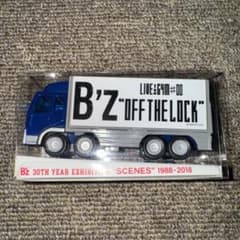 LIVE-GYM #00
B'z "OFF THE LOCK"
B'z 30TH YEAR EXHIBITION "SCENES" 1988-2018